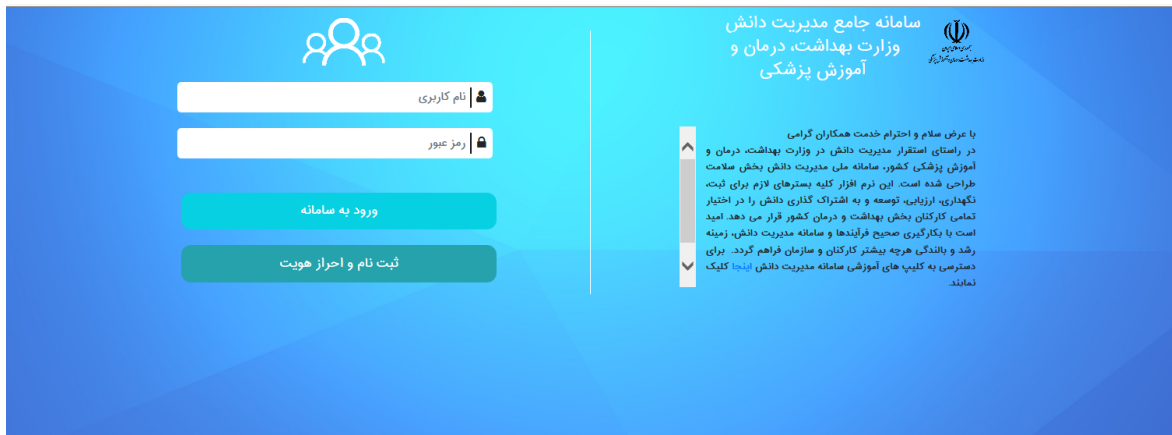 سامانه جامع مدیریت دانش
وزارت بهداشت، درمان و
آموزش پزشکی
با عرض سلام و احترام خدمت همکاران گرامی
در راستای استقرار مدیریت دانش در وزارت بهداشت، درمان و
آموزش پزشکی کشور، سامانه ملی مدیریت دانش بخش سلامت
طراحی شده است. این نرم افزار کلیه بسترهای لازم برای ثبت،
نگهداری، ارزیابی، توسعه و به اشتراک گذاری دانش را در اختیار
تمامی کارکنان بخش بهداشت و درمان کشور قرار می دهد. امید
است با بکارگیری صحیح فرآیندها و سامانه مدیریت دانش، زمینه
رشد و بالندگی هرچه بیشتر کارکنان و سازمان فراهم گردد. برای
دسترسی به کلیپ های آموزشی سامانه مدیریت دانش اینجا کلیک
نمایند.
نام کاربری
رمز عبور
ورود به سامانه
ثبت نام و احراز هویت